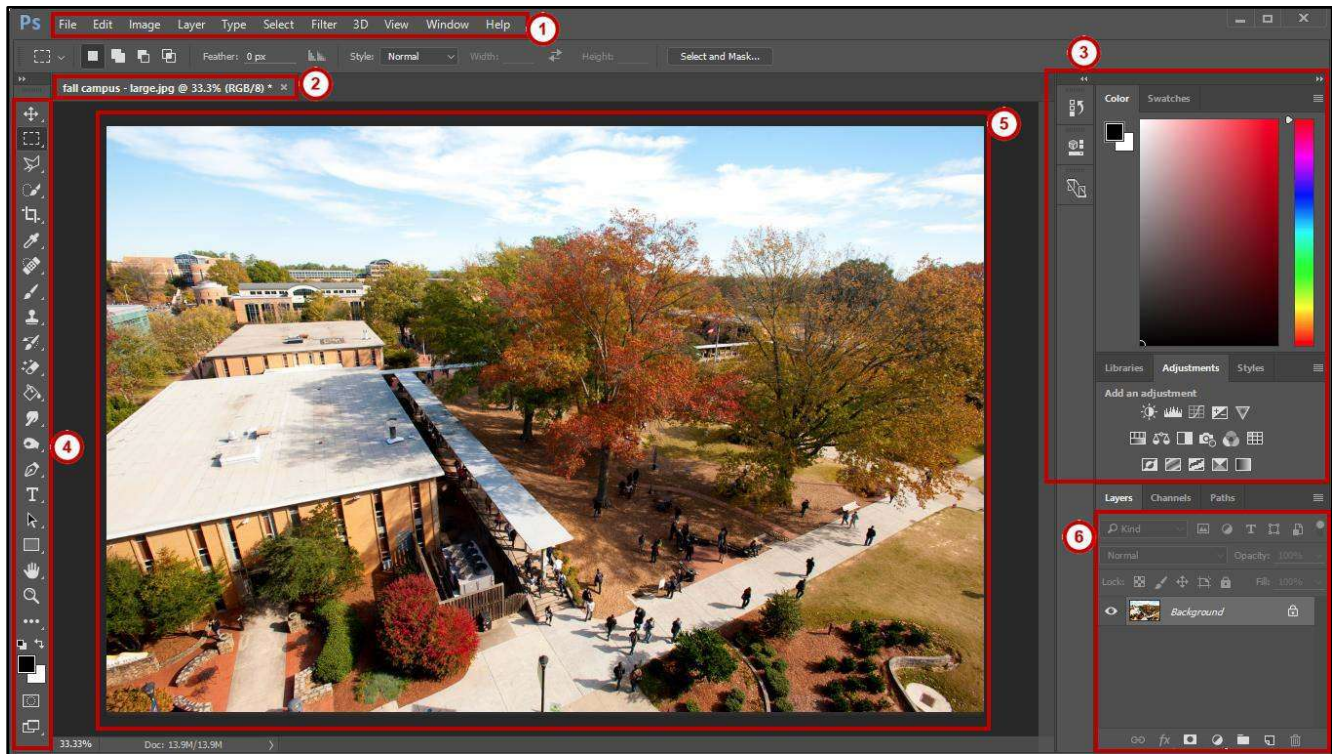 Ps File Edit Image Layer Type Select Filter 3D View Window Help
1
Feather: 0 px Style: Normal Width: Height: Select and Mask...
3
fall campus - large.jpg @ 33.3% (RGB/8) * ×
2
Color Swatches
5
Libraries Adjustments Styles
Add an adjustment
4
T
Layers Channels Paths
6
Kind T
Normal Opacity: 100%
Lock: Fill: 100%
Background
fx
33.33% Doc: 13.9M/13.9M